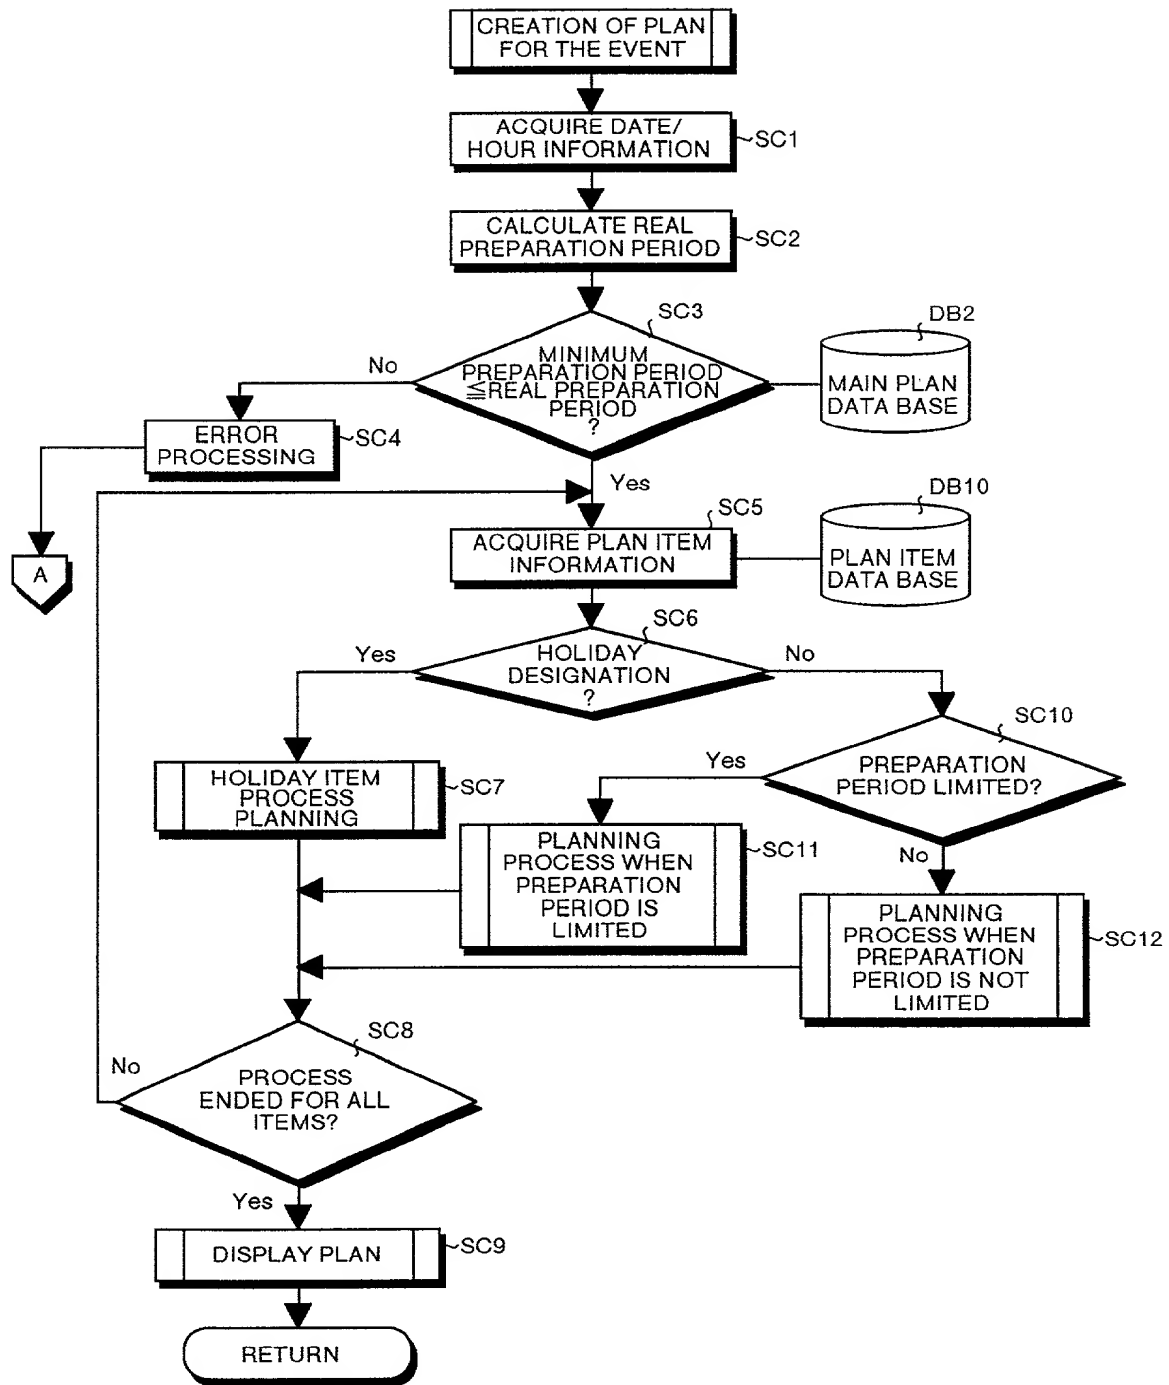 CREATION OF PLAN
FOR THE EVENT
ACQUIRE DATE/
HOUR INFORMATION
SC1
CALCULATE REAL
PREPARATION PERIOD
SC2
SC3
MINIMUM
PREPARATION PERIOD
≦REAL PREPARATION
PERIOD
?
No
DB2
MAIN PLAN
DATA BASE
ERROR
PROCESSING
SC4
Yes
A
SC5
ACQUIRE PLAN ITEM
INFORMATION
DB10
PLAN ITEM
DATA BASE
SC6
HOLIDAY
DESIGNATION
?
Yes
No
SC10
PREPARATION
PERIOD LIMITED?
Yes
No
HOLIDAY ITEM
PROCESS
PLANNING
SC7
PLANNING
PROCESS WHEN
PREPARATION
PERIOD IS
LIMITED
SC11
PLANNING
PROCESS WHEN
PREPARATION
PERIOD IS NOT
LIMITED
SC12
SC8
PROCESS
ENDED FOR ALL
ITEMS?
No
Yes
DISPLAY PLAN
SC9
RETURN